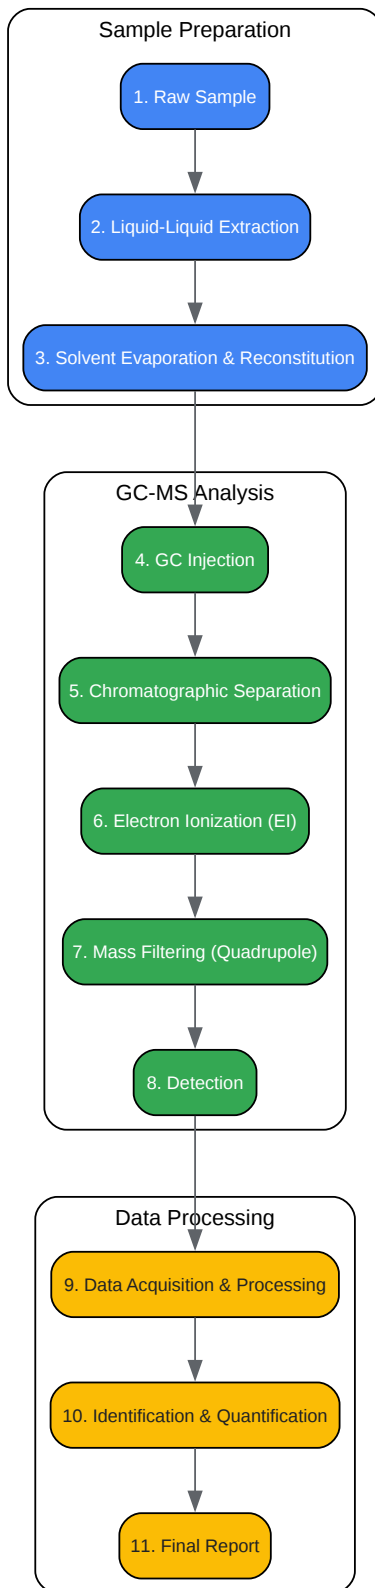 Sample Preparation
1. Raw Sample
2. Liquid-Liquid Extraction
3. Solvent Evaporation & Reconstitution
GC-MS Analysis
4. GC Injection
5. Chromatographic Separation
6. Electron Ionization (EI)
7. Mass Filtering (Quadrupole)
8. Detection
Data Processing
9. Data Acquisition & Processing
10. Identification & Quantification
11. Final Report